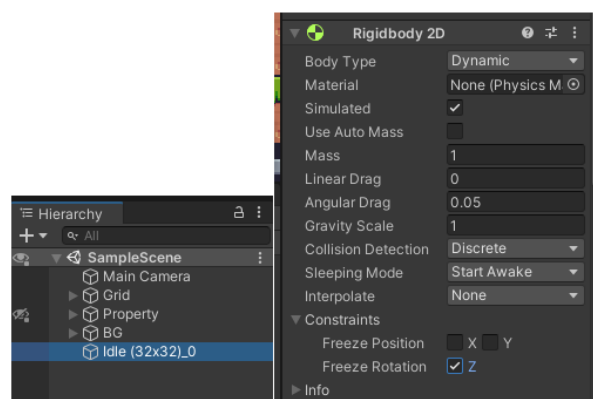 Hierarchy
All
SampleScene
Main Camera
Grid
Property
BG
Idle (32x32)_0
Rigidbody 2D
Body Type Dynamic
Material None (Physics M
Simulated
Use Auto Mass
Mass 1
Linear Drag 0
Angular Drag 0.05
Gravity Scale 1
Collision Detection Discrete
Sleeping Mode Start Awake
Interpolate None
Constraints
Freeze Position X Y
Freeze Rotation Z
Info